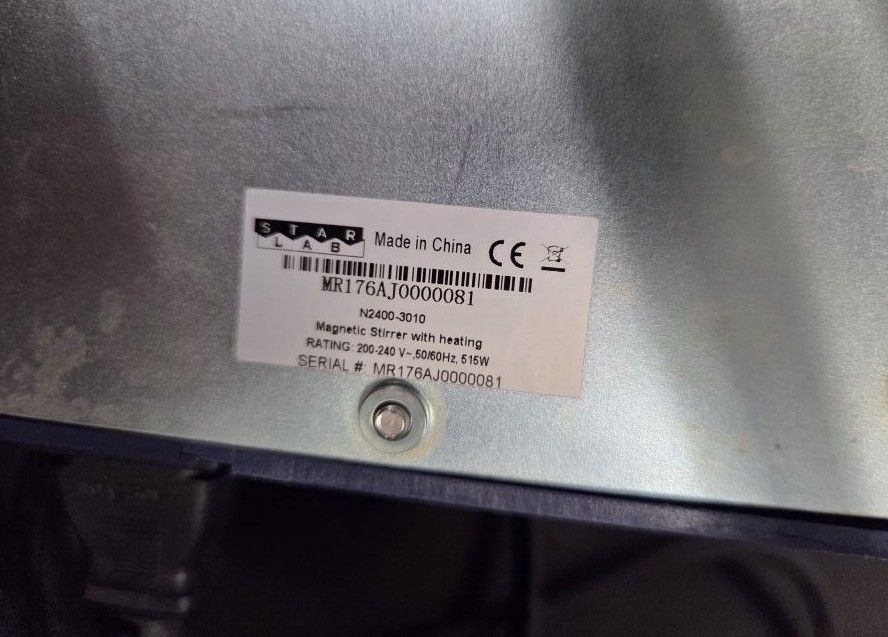 STAR
LAB
Made in China
CE
MR176AJ0000081
N2400-3010
Magnetic Stirrer with heating
RATING: 200-240 V~,50/60Hz, 515W
SERIAL #: MR176AJ0000081